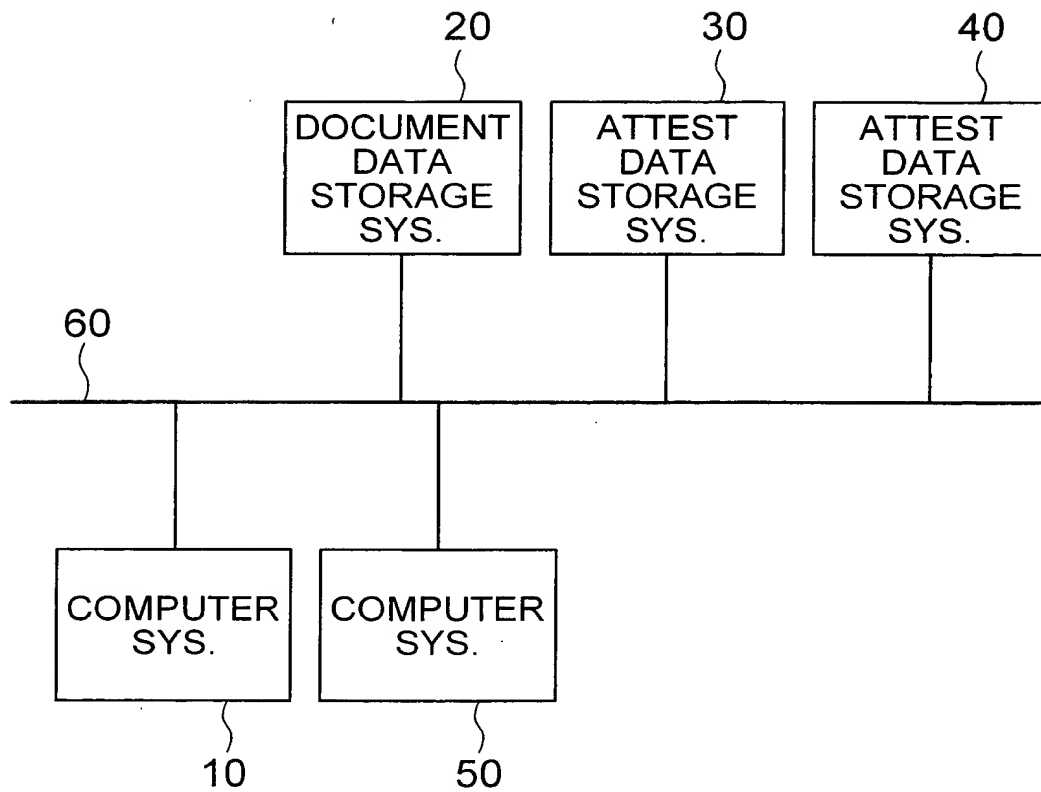 20
30
40
DOCUMENT
DATA
STORAGE
SYS.
ATTEST
DATA
STORAGE
SYS.
ATTEST
DATA
STORAGE
SYS.
60
COMPUTER
SYS.
COMPUTER
SYS.
10
50